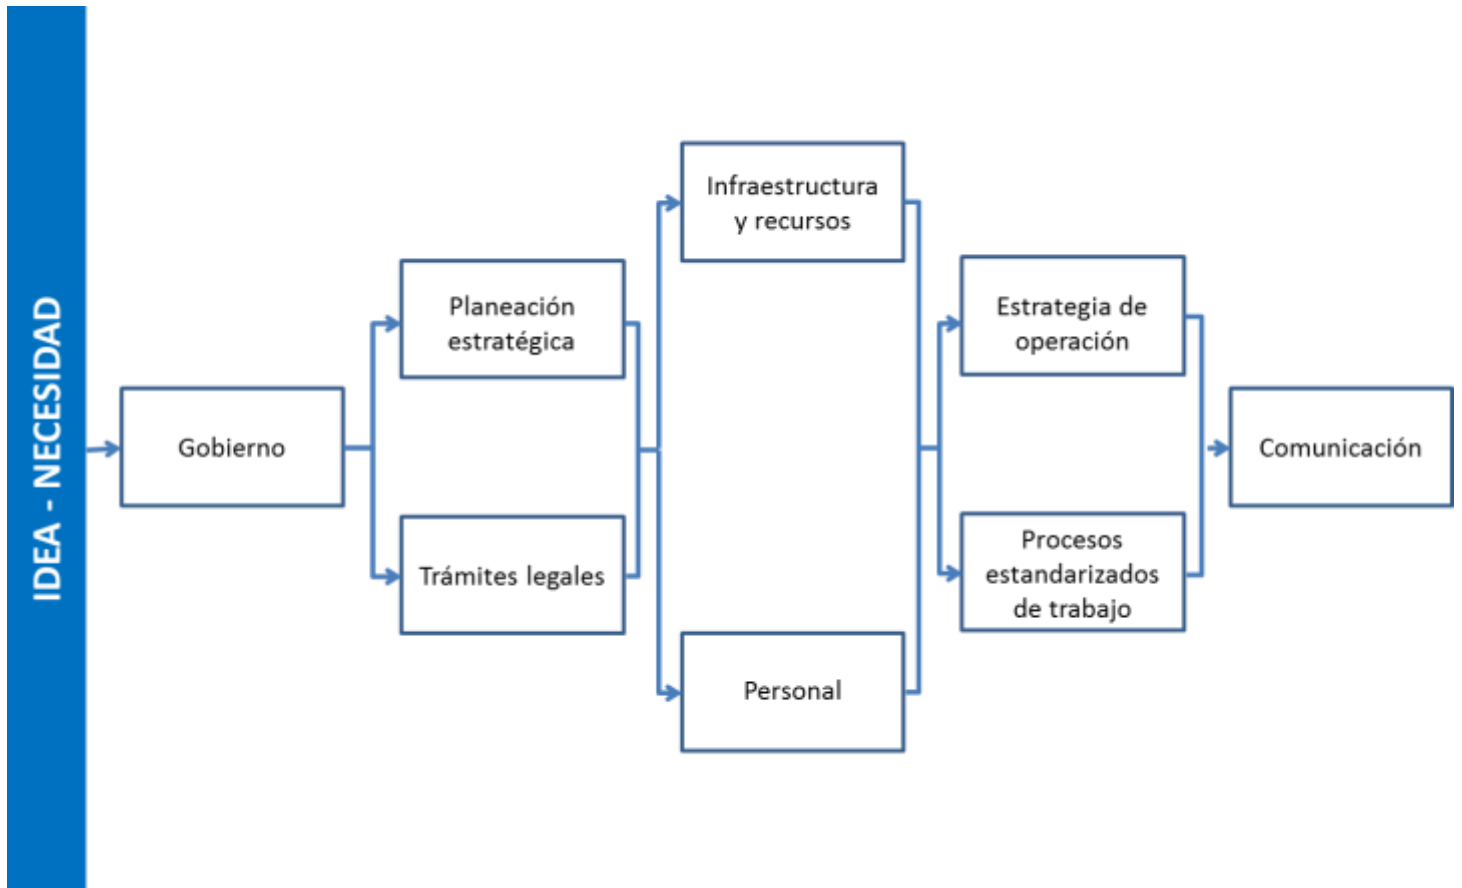 IDEA - NECESIDAD
Gobierno
Planeación
estratégica
Trámites legales
Infraestructura
y recursos
Personal
Estrategia de
operación
Procesos
estandarizados
de trabajo
Comunicación